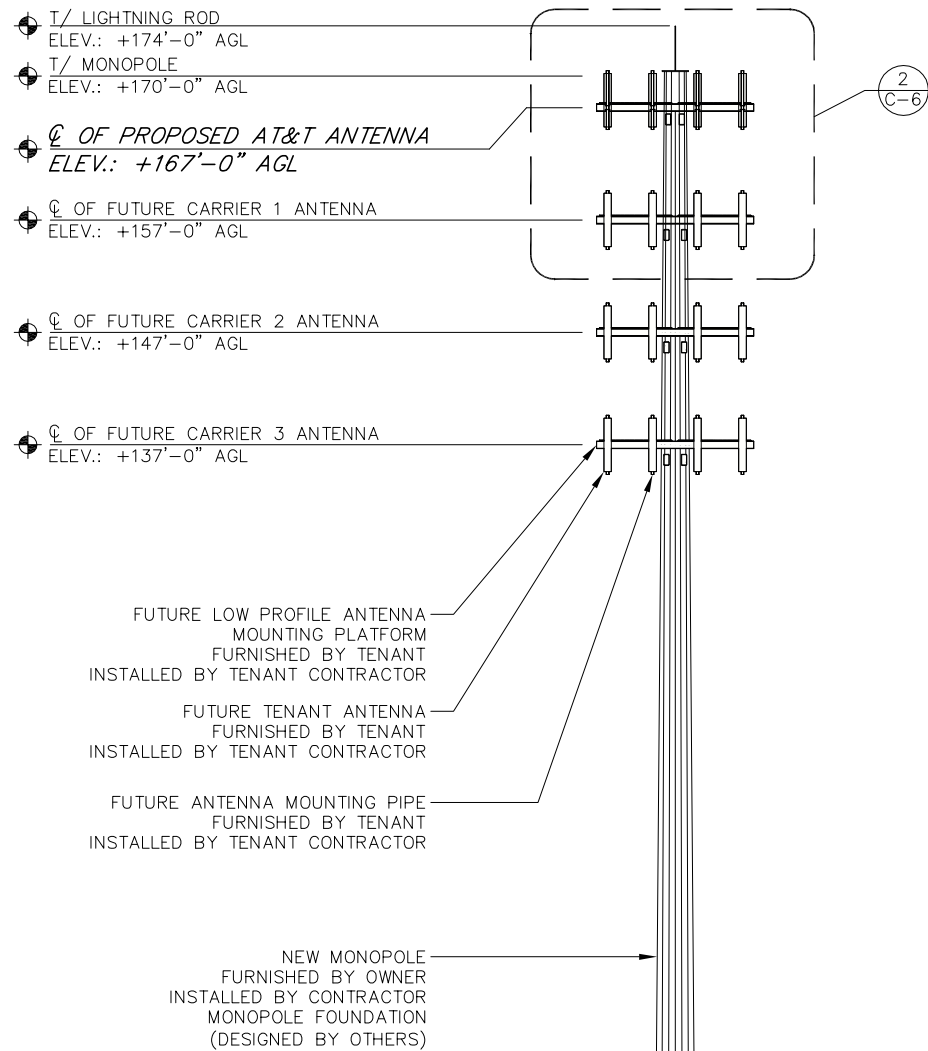 T/ LIGHTNING ROD
ELEV.: +174'-0" AGL
T/ MONOPOLE
ELEV.: +170'-0" AGL
℄ OF PROPOSED AT&T ANTENNA
ELEV.: +167'-0" AGL
℄ OF FUTURE CARRIER 1 ANTENNA
ELEV.: +157'-0" AGL
℄ OF FUTURE CARRIER 2 ANTENNA
ELEV.: +147'-0" AGL
℄ OF FUTURE CARRIER 3 ANTENNA
ELEV.: +137'-0" AGL
2
C-6
FUTURE LOW PROFILE ANTENNA
MOUNTING PLATFORM
FURNISHED BY TENANT
INSTALLED BY TENANT CONTRACTOR
FUTURE TENANT ANTENNA
FURNISHED BY TENANT
INSTALLED BY TENANT CONTRACTOR
FUTURE ANTENNA MOUNTING PIPE
FURNISHED BY TENANT
INSTALLED BY TENANT CONTRACTOR
NEW MONOPOLE
FURNISHED BY OWNER
INSTALLED BY CONTRACTOR
MONOPOLE FOUNDATION
(DESIGNED BY OTHERS)